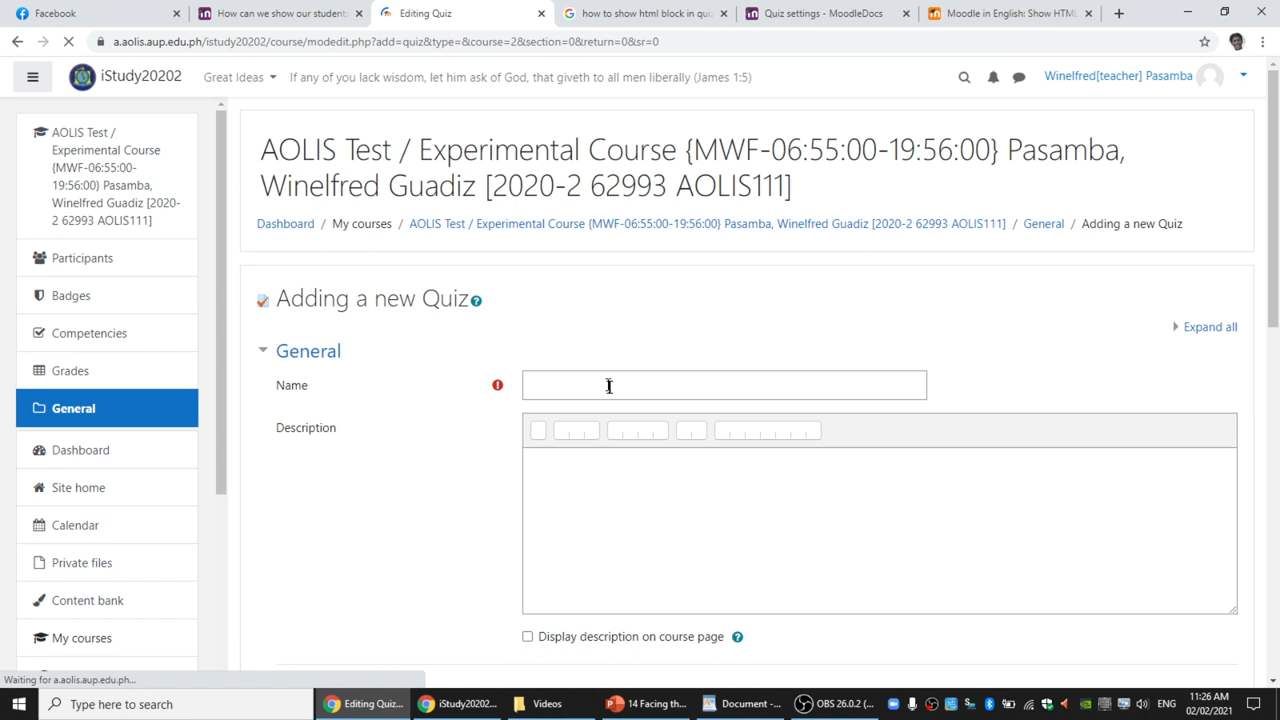 Facebook
How can we show our students
Editing Quiz
how to show html block in quiz
Quiz settings - MoodleDocs
Moodle in English: Show HTML
a.aolis.aup.edu.ph/istudy20202/course/modedit.php?add=quiz&type=&course=2&section=0&return=0&sr=0
iStudy20202
Great Ideas
If any of you lack wisdom, let him ask of God, that giveth to all men liberally (James 1:5)
Winelfred[teacher] Pasamba
AOLIS Test /
Experimental Course
{MWF-06:55:00-
19:56:00} Pasamba,
Winelfred Guadiz [2020-
2 62993 AOLIS111]
Participants
Badges
Competencies
Grades
General
Dashboard
Site home
Calendar
Private files
Content bank
My courses
AOLIS Test / Experimental Course {MWF-06:55:00-19:56:00} Pasamba,
Winelfred Guadiz [2020-2 62993 AOLIS111]
Dashboard / My courses / AOLIS Test / Experimental Course {MWF-06:55:00-19:56:00} Pasamba, Winelfred Guadiz [2020-2 62993 AOLIS111] / General / Adding a new Quiz
Adding a new Quiz
Expand all
General
Name
Description
Display description on course page
Waiting for a.aolis.aup.edu.ph...
Type here to search
Editing Quiz...
iStudy20202...
Videos
14 Facing th...
Document -...
OBS 26.0.2 (...
ENG
11:26 AM
02/02/2021